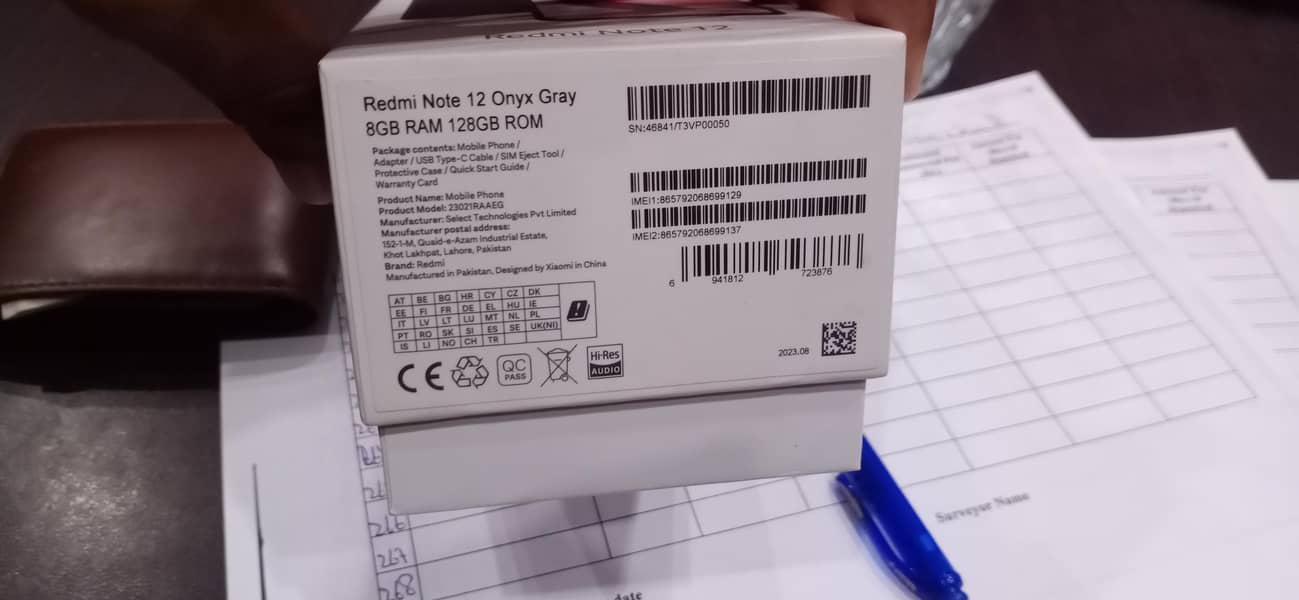 Redmi Note 12
Redmi Note 12 Onyx Gray
8GB RAM 128GB ROM
Package contents: Mobile Phone /
Adapter / USB Type-C Cable / SIM Eject Tool /
Protective Case / Quick Start Guide /
Warranty Card
Product Name: Mobile Phone
Product Model: 23021RAAEG
Manufacturer: Select Technologies Pvt Limited
Manufacturer postal address:
152-1-M, Quaid-e-Azam Industrial Estate,
Khot Lakhpat, Lahore, Pakistan
Brand: Redmi
Manufactured in Pakistan, Designed by Xiaomi in China
AT BE BG HR CY CZ DK
EE FI FR DE EL HU IE
IT LV LT LU MT NL PL
PT RO SK SI ES SE UK(NI)
IS LI NO CH TR
CE
QC
PASS
Hi-Res
AUDIO
SN:46841/T3VP00050
IMEI1:865792068699129
IMEI2:865792068699137
6 941812 723876
2023.08
266
267
268
Surveyor Name
date